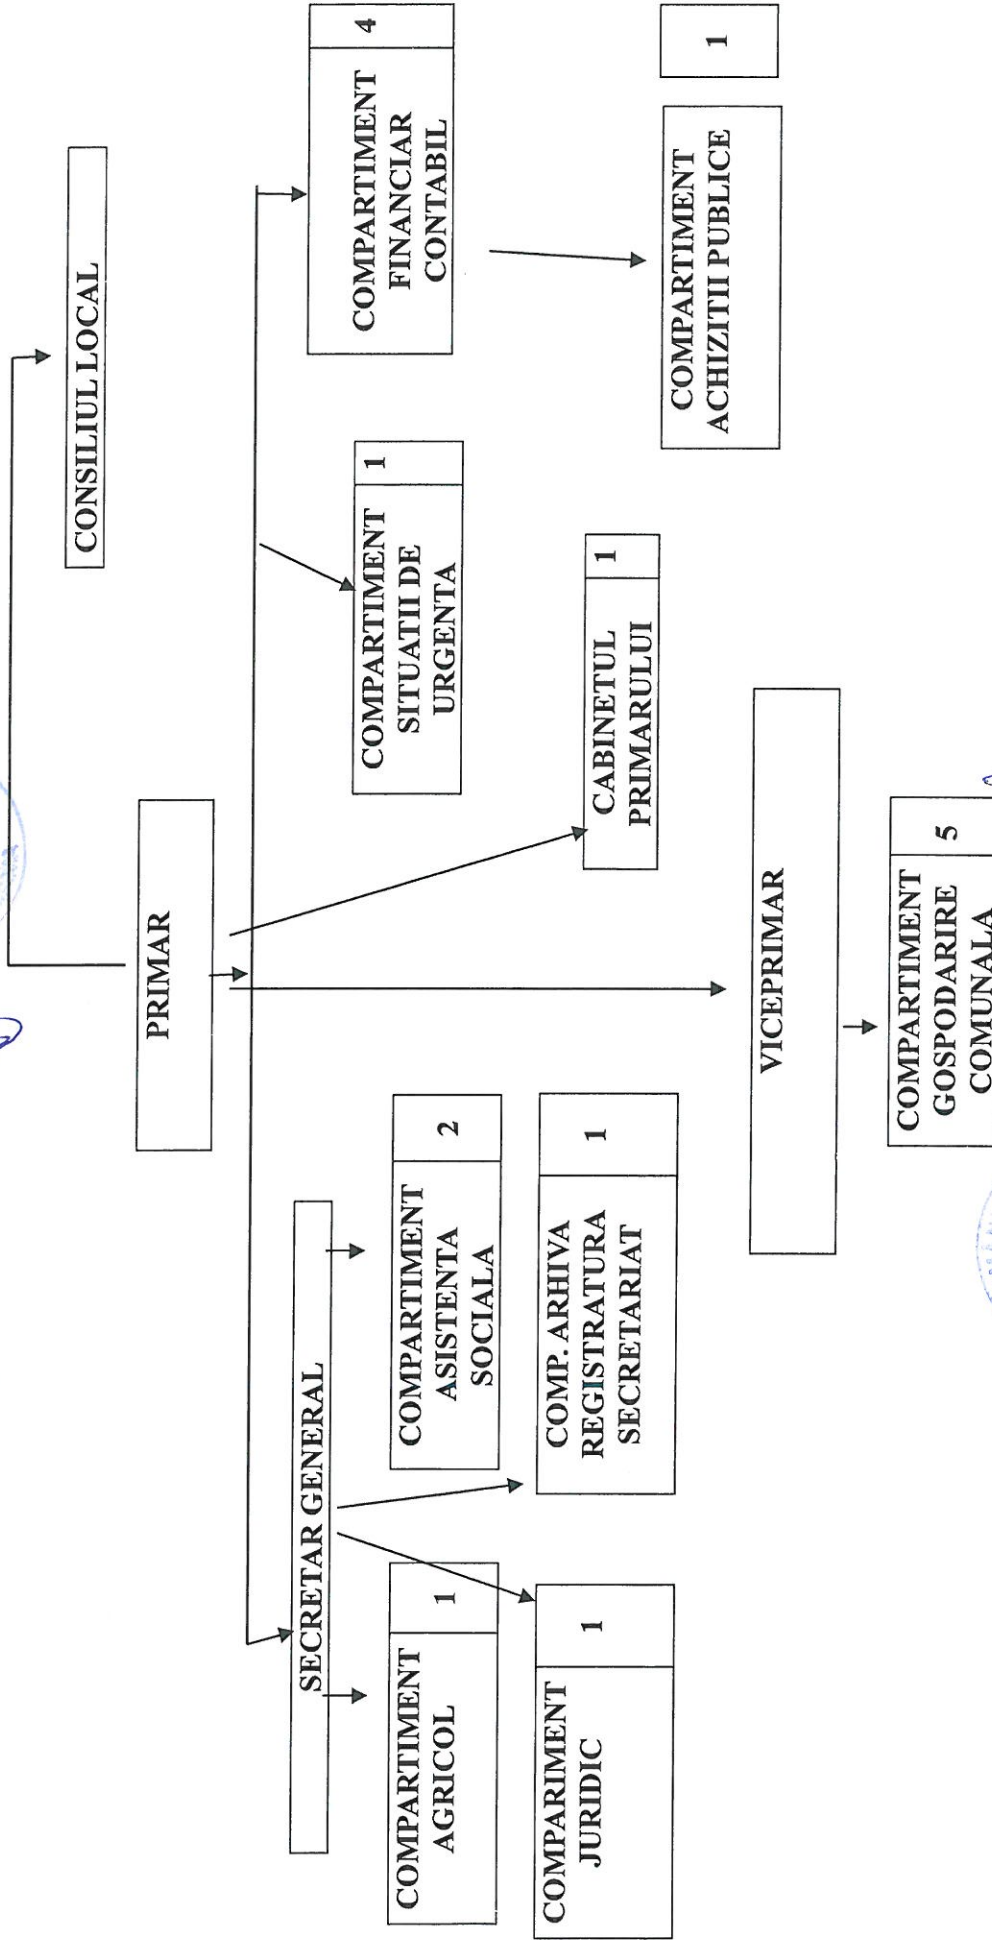 CONSILIUL LOCAL
PRIMAR
SECRETAR GENERAL
COMPARTIMENT
AGRICOL
1
COMPARIMENT
JURIDIC
1
COMPARTIMENT
ASISTENTA
SOCIALA
2
COMP. ARHIVA
REGISTRATURA
SECRETARIAT
1
COMPARTIMENT
SITUATII DE
URGENTA
1
COMPARTIMENT
FINANCIAR
CONTABIL
4
CABINETUL
PRIMARULUI
1
COMPARTIMENT
ACHIZITII PUBLICE
1
VICEPRIMAR
COMPARTIMENT
GOSPODARIRE
COMUNALA
5